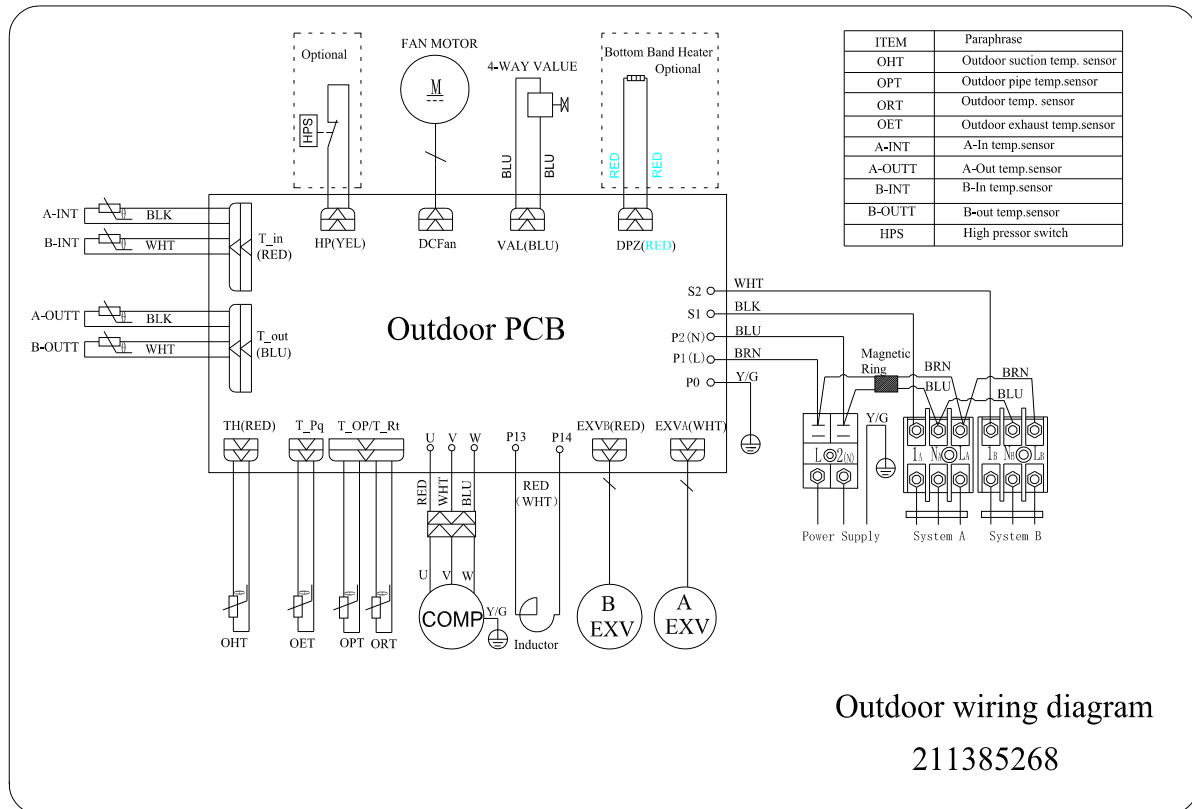 Optional
FAN MOTOR
4-WAY VALUE
Bottom Band Heater
Optional
HPS
M
BLU
BLU
RED
RED
ITEM Paraphrase
OHT Outdoor suction temp. sensor
OPT Outdoor pipe temp.sensor
ORT Outdoor temp. sensor
OET Outdoor exhaust temp.sensor
A-INT A-In temp.sensor
A-OUTT A-Out temp.sensor
B-INT B-In temp.sensor
B-OUTT B-out temp.sensor
HPS High pressor switch
A-INT
BLK
B-INT
WHT
T_in
(RED)
HP(YEL)
DCFan
VAL(BLU)
DPZ(RED)
A-OUTT
BLK
B-OUTT
WHT
T_out
(BLU)
Outdoor PCB
S2
WHT
S1
BLK
P2(N)
BLU
P1(L)
BRN
P0
Y/G
Magnetic
Ring
BRN
BLU
BRN
BLU
Y/G
L 2(N)
1A NA LA
1B NB LB
Power Supply
System A
System B
TH(RED)
T_Pq
T_OP/T_Rt
U
V
W
P13
P14
EXVB(RED)
EXVA(WHT)
RED
WHT
BLU
RED
(WHT)
U
V
W
COMP
Y/G
Inductor
B
EXV
A
EXV
OHT
OET
OPT
ORT
Outdoor wiring diagram
211385268